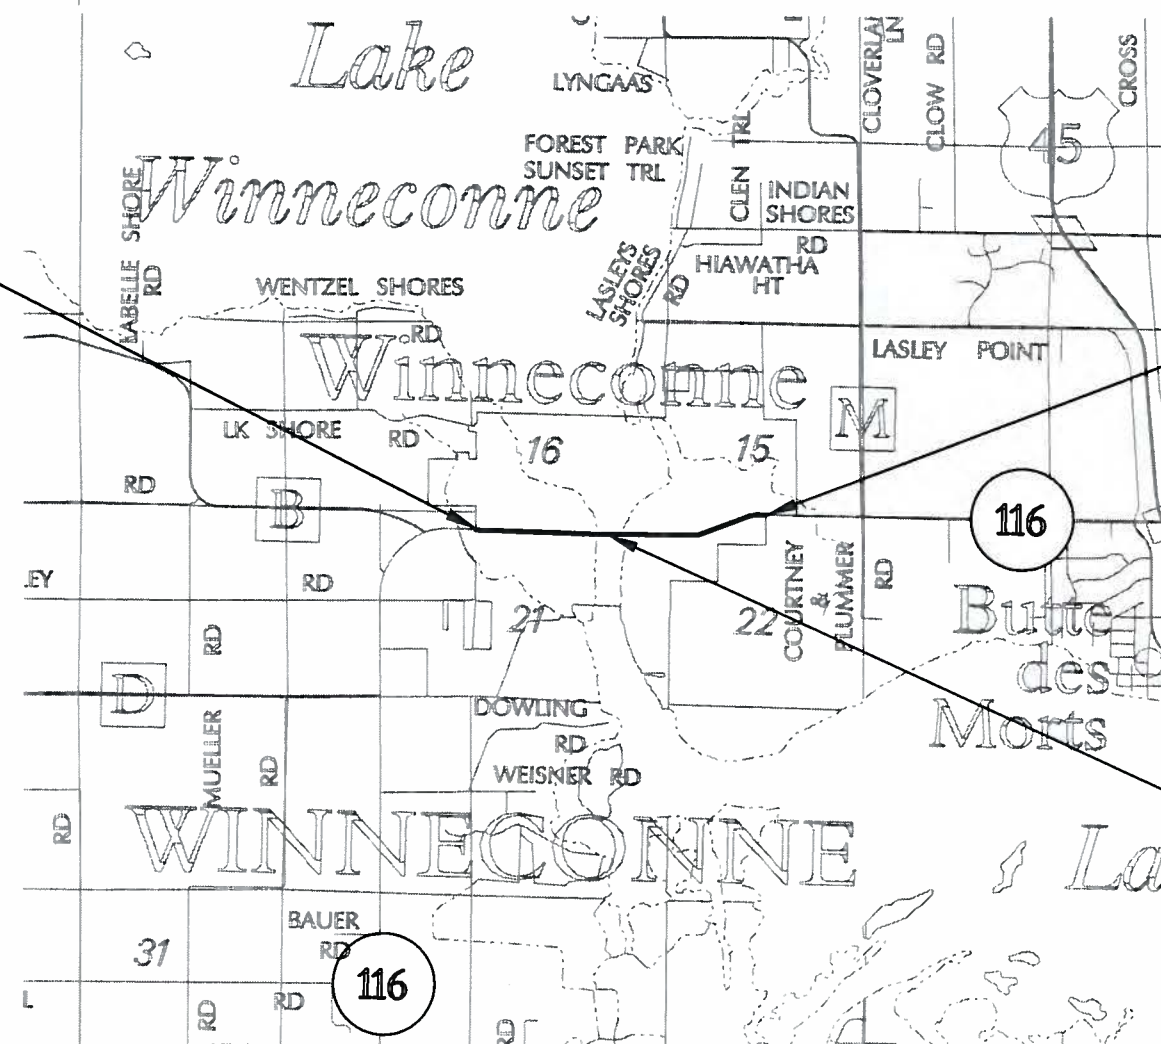 Lake
Winneconne
LYNGAAS
FOREST PARK
SUNSET TRL
GLEN TRL
INDIAN
SHORES
RD
HIAWATHA
HT
CLOVERLA
LN
CLOW RD
45
CROSS
LABELLE SHORE
RD
WENTZEL SHORES
RD
LASLEYS
SHORES
RD
Winneconne
LASLEY POINT
M
LK SHORE
RD
16
15
RD
B
116
EY
RD
RD
21
22
COURTNEY
&
PLUMMER
RD
Butte
des
Morts
D
DOWLING
RD
WEISNER RD
MUELLER
RD
RD
WINNECONNE
La
BAUER
RD
31
116
L
RD
RD
RD